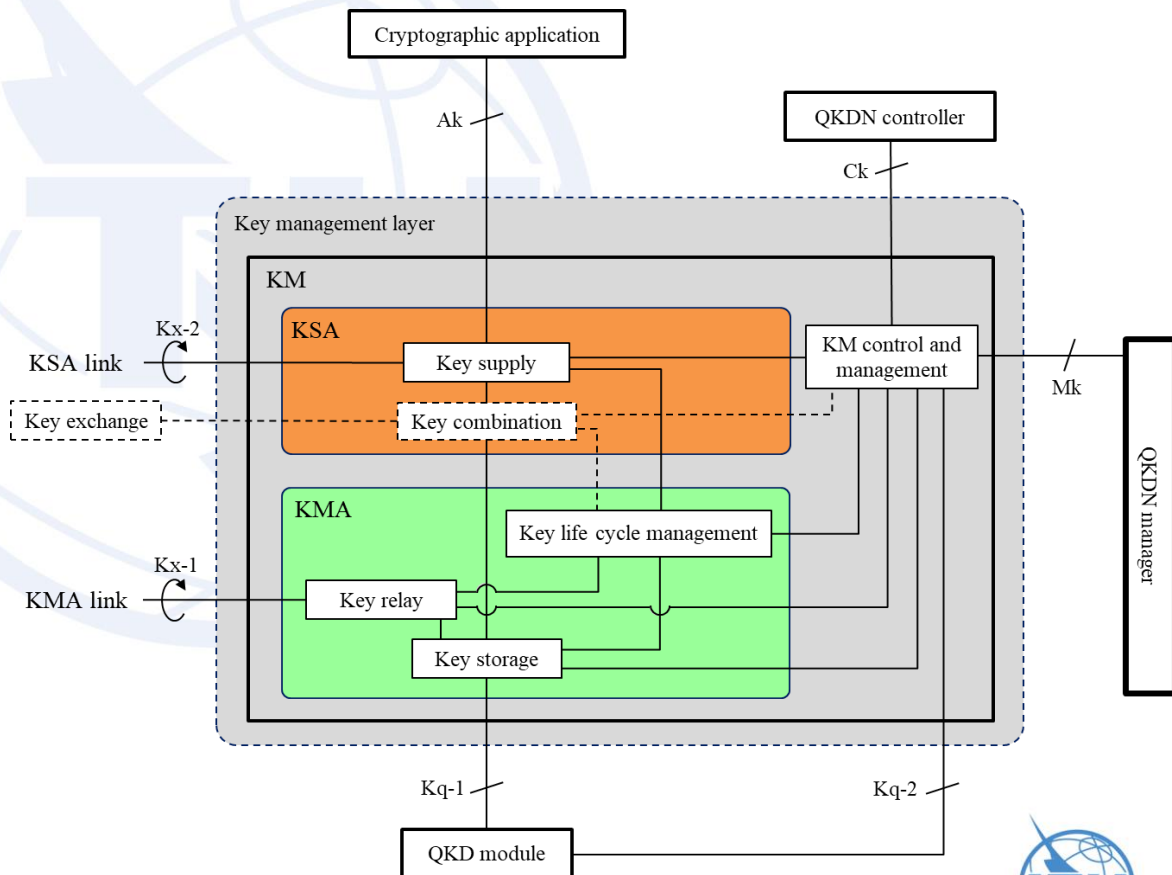 Cryptographic application
Ak
QKDN controller
Ck
Key management layer
KM
KSA
Kx-2
KSA link
Key supply
KM control and
management
Mk
Key exchange
Key combination
QKDN manager
KMA
Key life cycle management
Kx-1
KMA link
Key relay
Key storage
Kq-1
Kq-2
QKD module